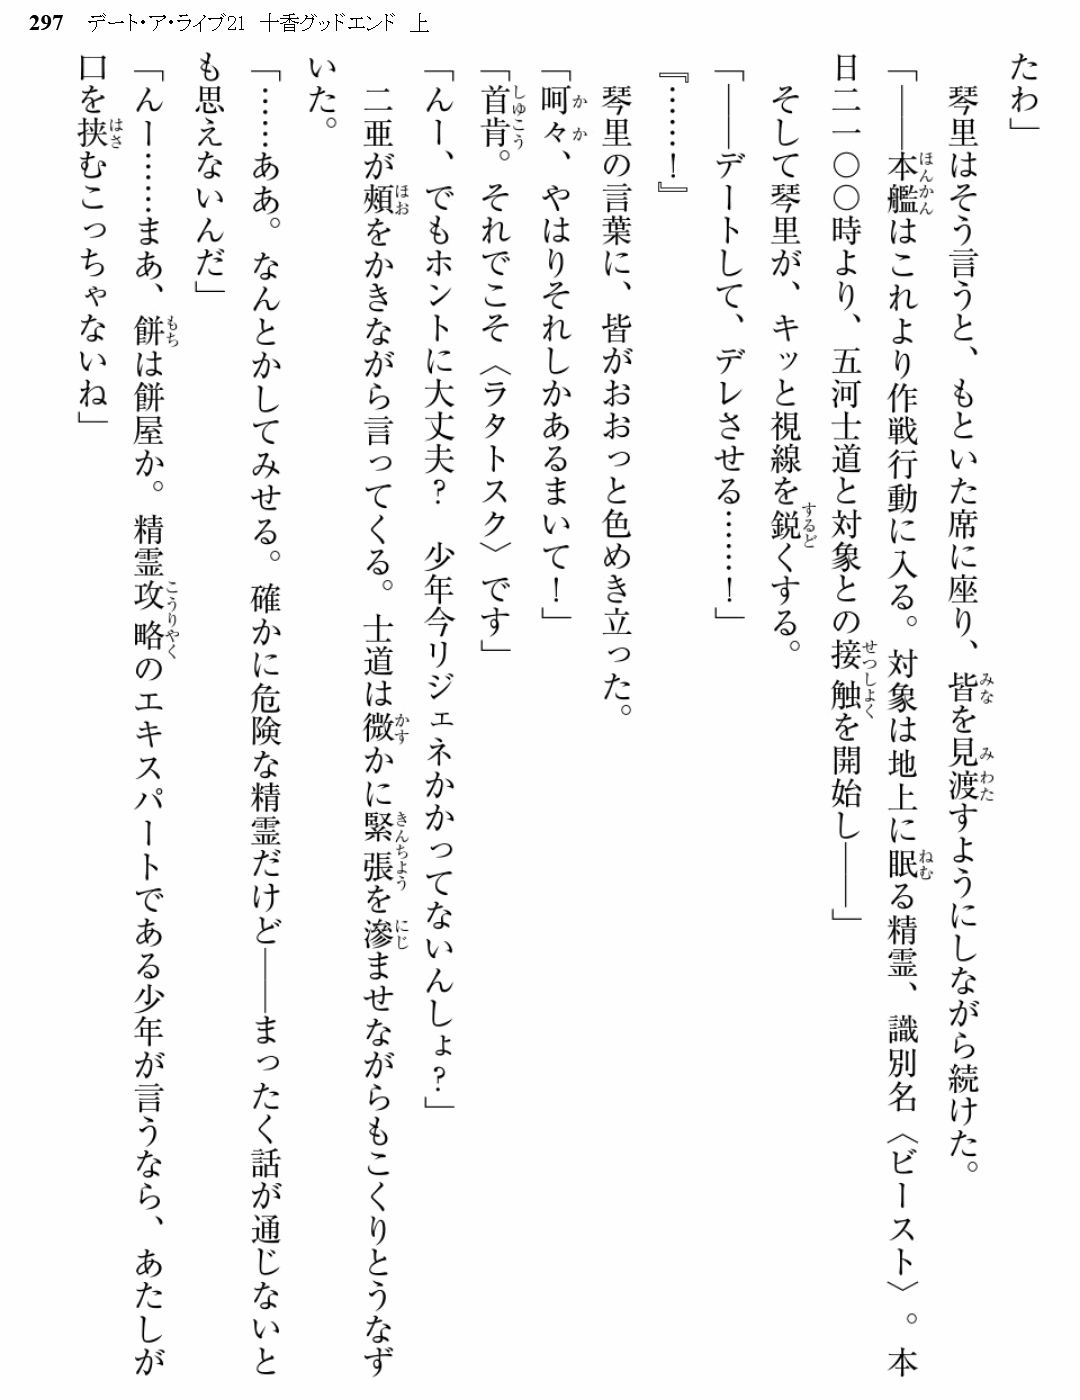 297 デート・ア・ライブ21 十香グッドエンド 上
たわ」
　琴里はそう言うと、もといた席に座り、皆を見渡すようにしながら続けた。
「――本艦はこれより作戦行動に入る。対象は地上に眠る精霊、識別名〈ビースト〉。本
日二一〇〇時より、五河士道と対象との接触を開始し――」
　そして琴里が、キッと視線を鋭くする。
「――デートして、デレさせる……！」
『……！』
　琴里の言葉に、皆がおおっと色めき立った。
「呵々、やはりそれしかあるまいて！」
「首肯。それでこそ〈ラタトスク〉です」
「んー、でもホントに大丈夫？　少年今リジェネかかってないんしょ？」
　二亜が頰をかきながら言ってくる。士道は微かに緊張を滲ませながらもこくりとうなず
いた。
「……ああ。なんとかしてみせる。確かに危険な精霊だけど――まったく話が通じないと
も思えないんだ」
「んー……まあ、餅は餅屋か。精霊攻略のエキスパートである少年が言うなら、あたしが
口を挟むこっちゃないね」